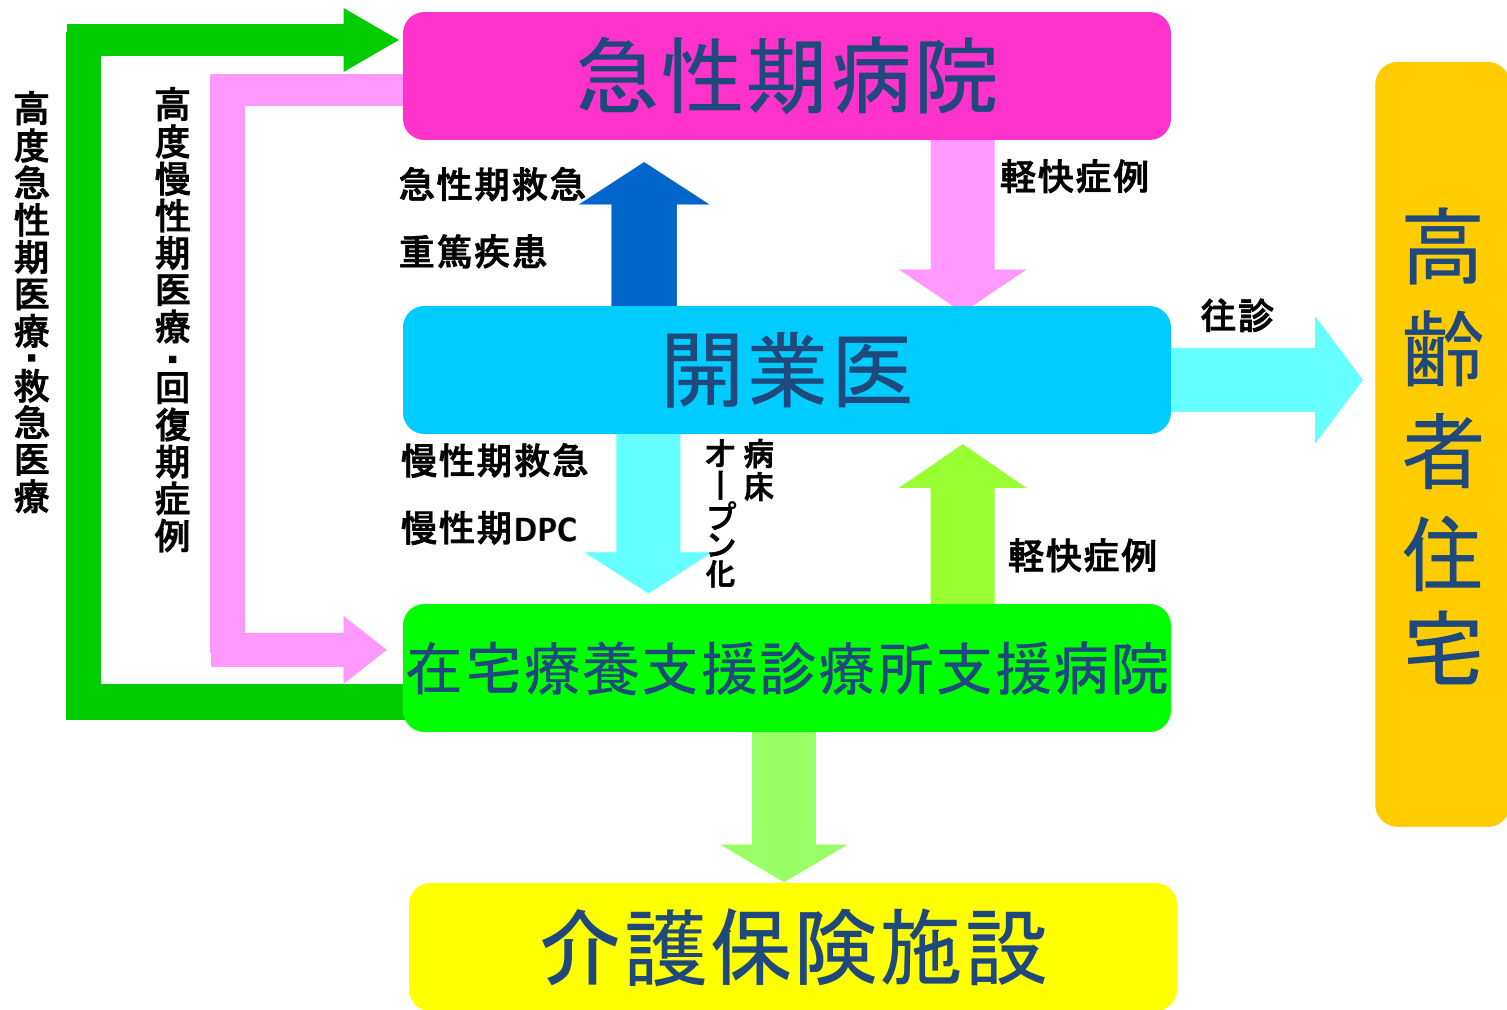 急性期病院
高度急性期医療・救急医療
高度慢性期医療・回復期症例
急性期救急
重篤疾患
軽快症例
開業医
往診
高齢者住宅
慢性期救急
慢性期DPC
病床
オープン化
軽快症例
在宅療養支援診療所支援病院
介護保険施設